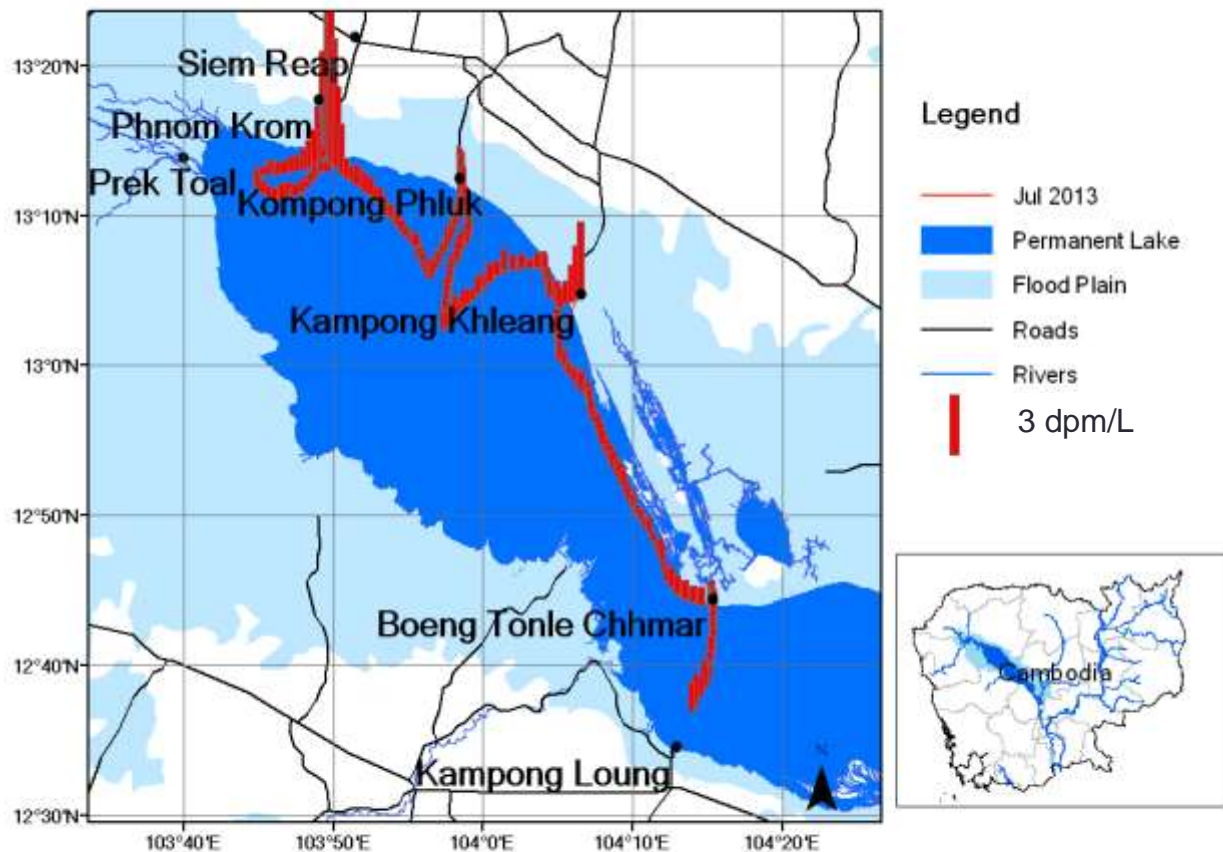 13°20'N
13°10'N
13°0'N
12°50'N
12°40'N
12°30'N
103°40'E
103°50'E
104°0'E
104°10'E
104°20'E
Siem Reap
Phnom Krom
Prek Toal
Kompong Phluk
Kampong Khleang
Boeng Tonle Chhmar
Kampong Loung
N
Legend
Jul 2013
Permanent Lake
Flood Plain
Roads
Rivers
3 dpm/L
Cambodia